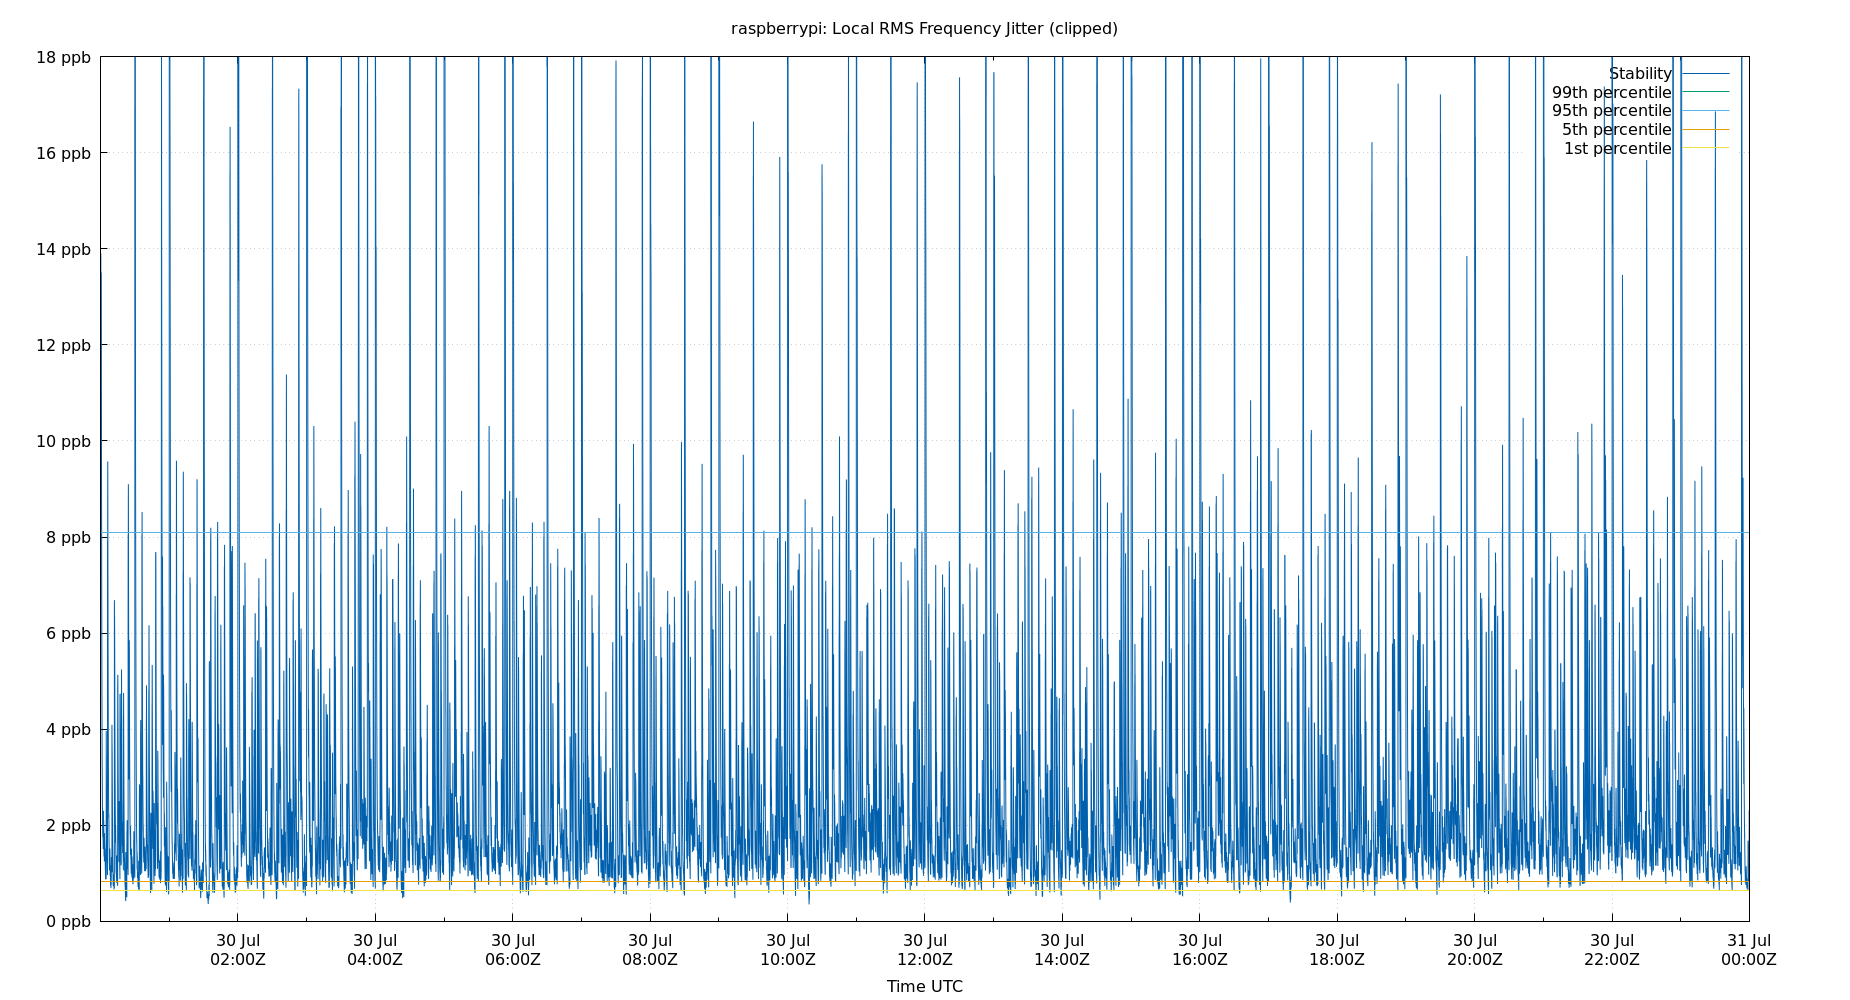 raspberrypi: Local RMS Frequency Jitter (clipped)
18 ppb
16 ppb
14 ppb
12 ppb
10 ppb
8 ppb
6 ppb
4 ppb
2 ppb
0 ppb
Stability
99th percentile
95th percentile
5th percentile
1st percentile
30 Jul 30 Jul 30 Jul 30 Jul 30 Jul 30 Jul 30 Jul 30 Jul 30 Jul 30 Jul 30 Jul 31 Jul
02:00Z 04:00Z 06:00Z 08:00Z 10:00Z 12:00Z 14:00Z 16:00Z 18:00Z 20:00Z 22:00Z 00:00Z
Time UTC